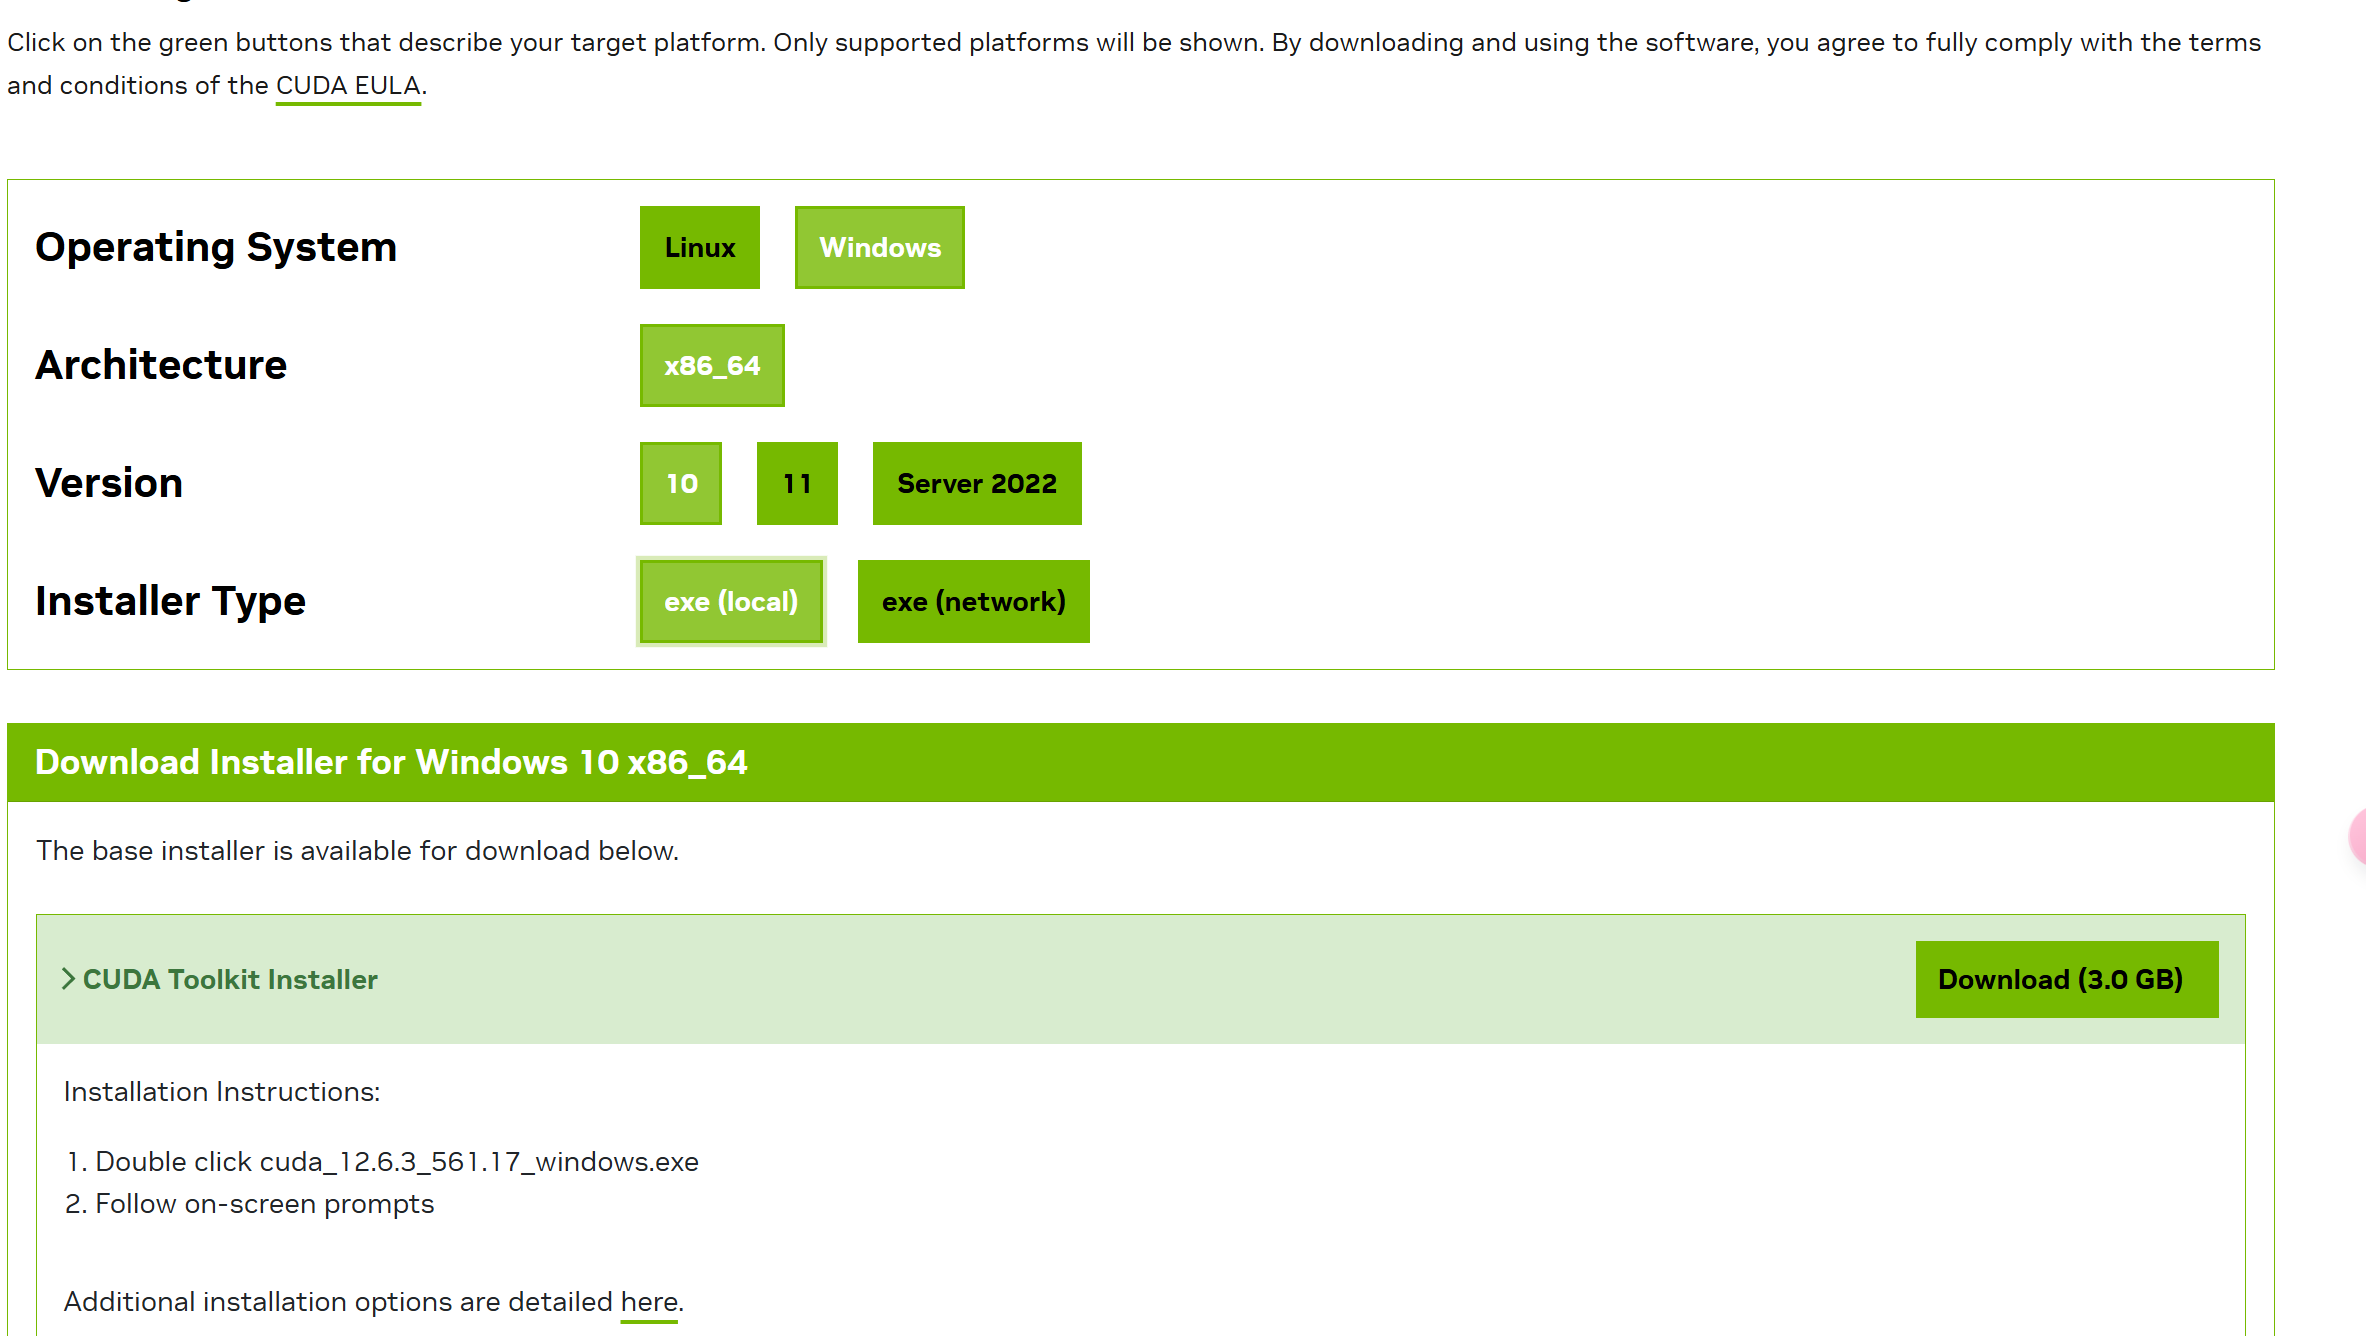 Click on the green buttons that describe your target platform. Only supported platforms will be shown. By downloading and using the software, you agree to fully comply with the terms
and conditions of the CUDA EULA.
Operating System
Linux
Windows
Architecture
x86_64
Version
10
11
Server 2022
Installer Type
exe (local)
exe (network)
Download Installer for Windows 10 x86_64
The base installer is available for download below.
CUDA Toolkit Installer
Download (3.0 GB)
Installation Instructions:
1. Double click cuda_12.6.3_561.17_windows.exe
2. Follow on-screen prompts
Additional installation options are detailed here.